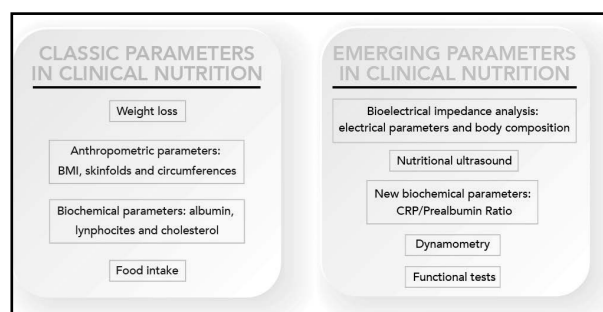 CLASSIC PARAMETERS
IN CLINICAL NUTRITION
Weight loss
Anthropometric parameters:
BMI, skinfolds and circumferences
Biochemical parameters: albumin,
lymphocites and cholesterol
Food intake
EMERGING PARAMETERS
IN CLINICAL NUTRITION
Bioelectrical impedance analysis:
electrical parameters and body composition
Nutritional ultrasound
New biochemical parameters:
CRP/Prealbumin Ratio
Dynamometry
Functional tests